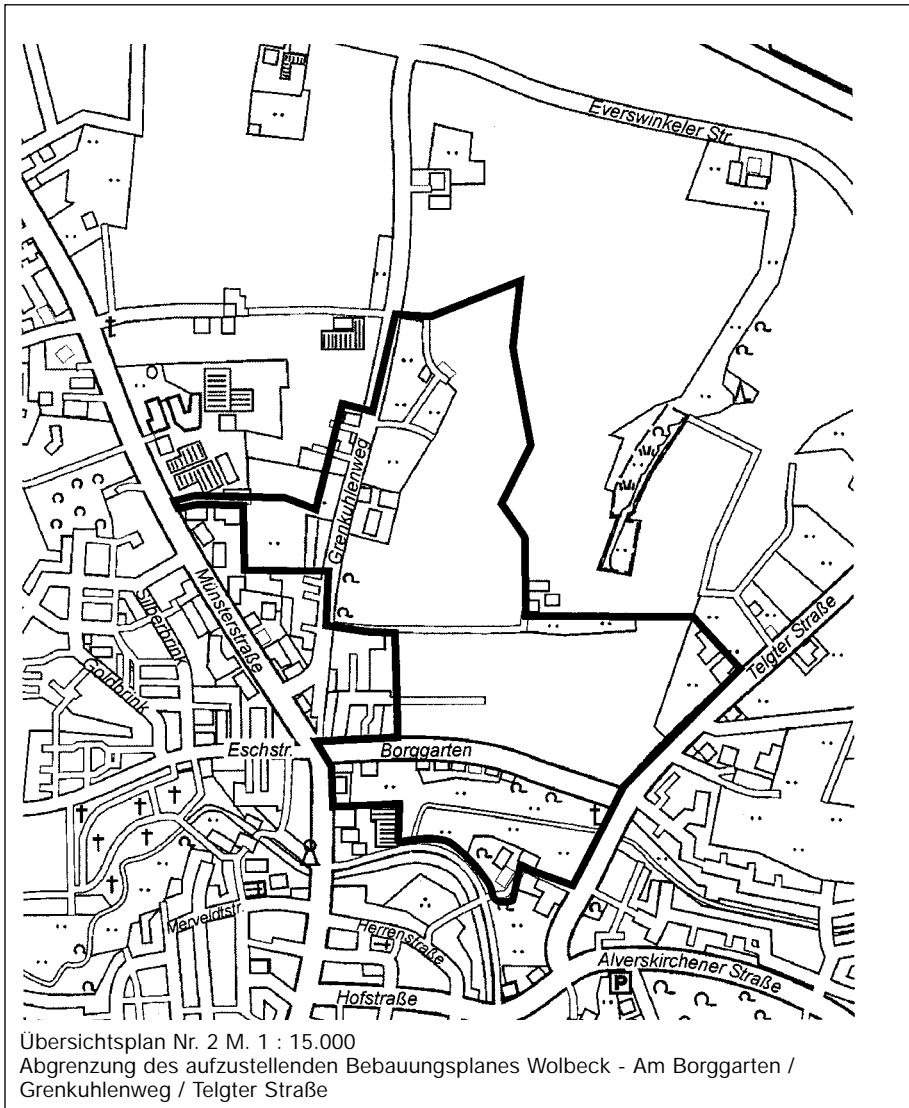 Everswinkeler Str.
Grenkuhlenweg
Münsterstraße
Silberbrink
Goldbrink
Telgter Straße
Eschstr.
Borggarten
Merveldtstr.
Herrenstraße
Alverskirchener Straße
P
Hofstraße
Übersichtsplan Nr. 2 M. 1 : 15.000
Abgrenzung des aufzustellenden Bebauungsplanes Wolbeck - Am Borggarten /
Grenkuhlenweg / Telgter Straße